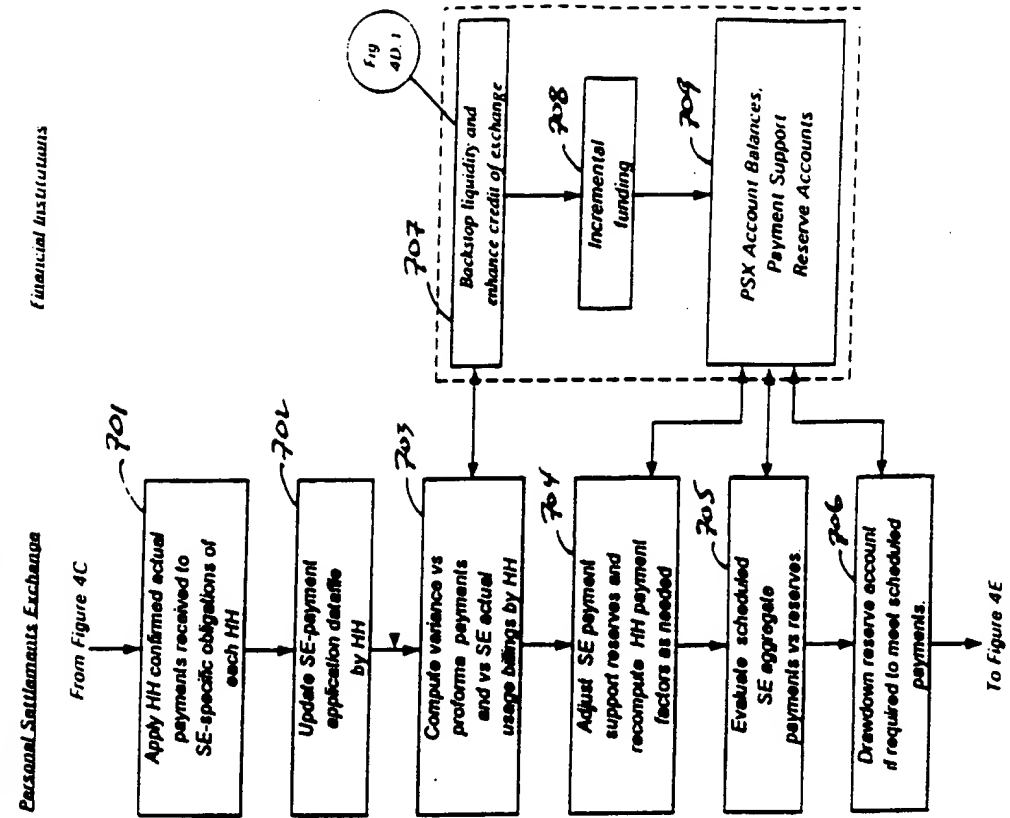 Personal Settlements Exchange
Financial Institutions
From Figure 4C
701
Apply HH confirmed actual
payments received to
SE-specific obligations of
each HH
702
Update SE-payment
application datafile
by HH
703
Compute variance vs
proforma payments
and vs SE actual
usage billings by HH
704
Adjust SE payment
support reserves and
recompute HH payment
factors as needed
705
Evaluate scheduled
SE aggregate
payments vs reserves.
706
Drawdown reserve account
if required to meet scheduled
payments.
To Figure 4E
Fig
4D.1
707
Backstop liquidity and
enhance credit of exchange
708
Incremental
funding
709
PSX Account Balances,
Payment Support
Reserve Accounts